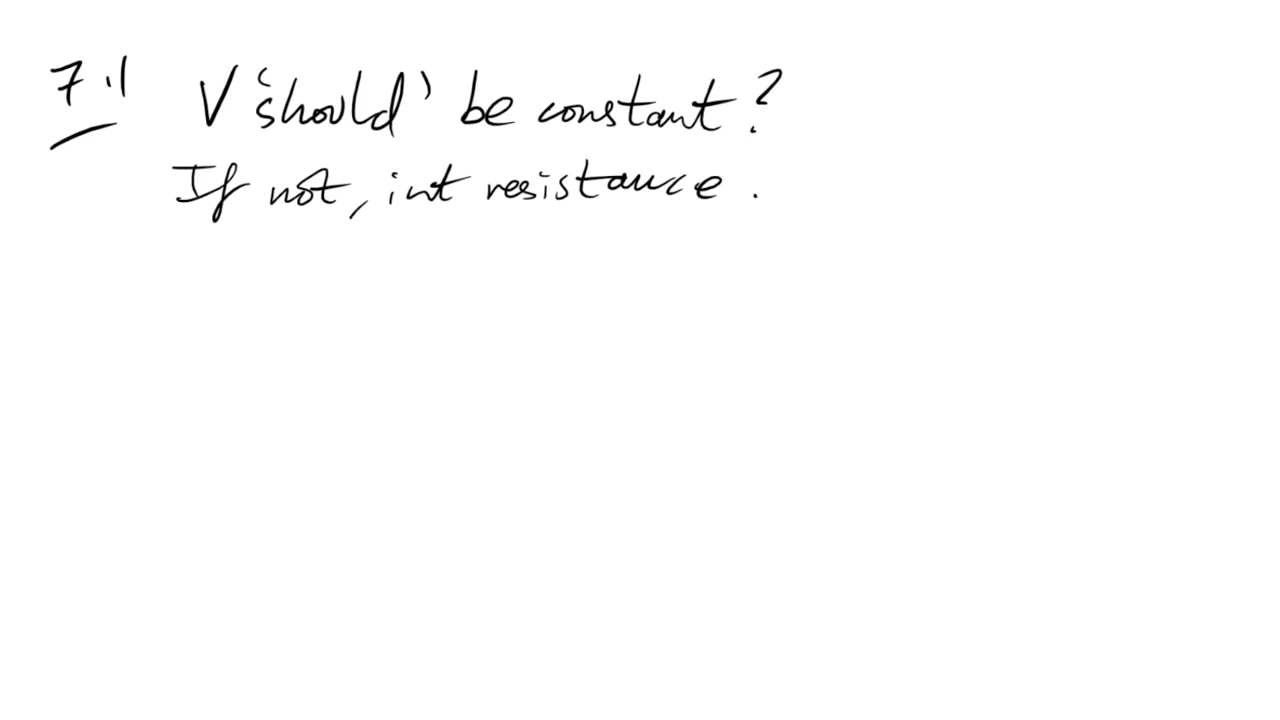 7.1 V 'should' be constant?
If not, int resistance.